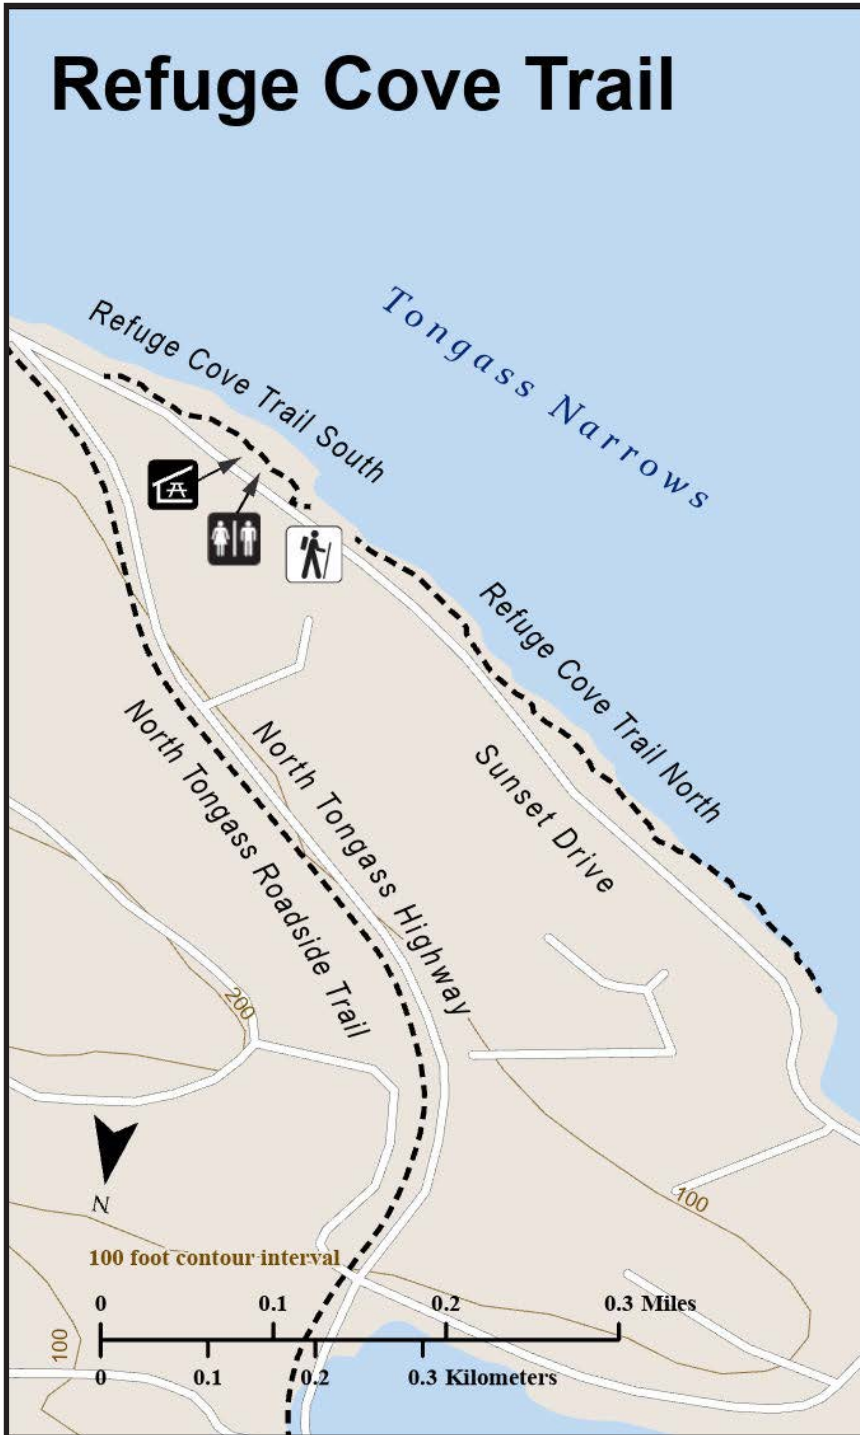 Refuge Cove Trail
Tongass Narrows
Refuge Cove Trail South
Refuge Cove Trail North
Sunset Drive
North Tongass Highway
North Tongass Roadside Trail
200
100
N
100 foot contour interval
0 0.1 0.2 0.3 Miles
100
0 0.1 0.2 0.3 Kilometers